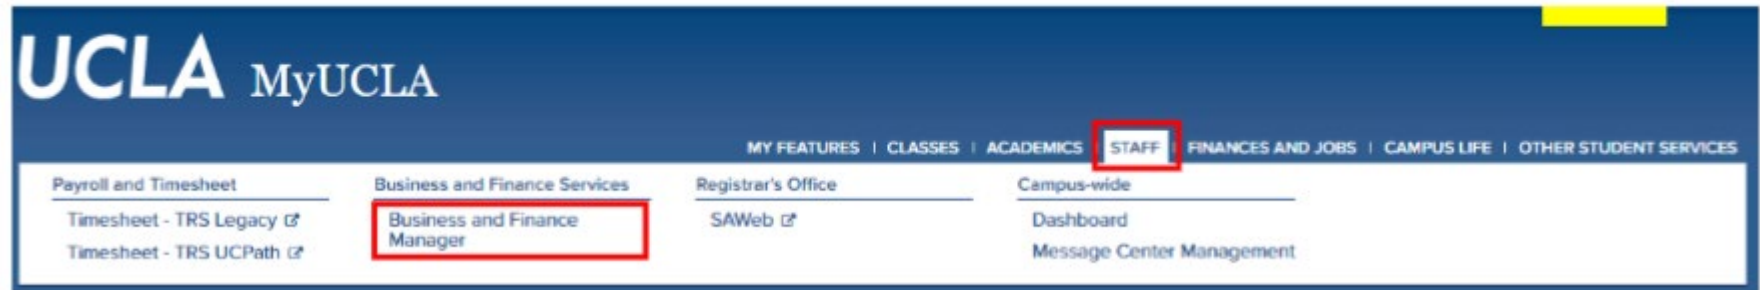 UCLA MyUCLA
MY FEATURES | CLASSES | ACADEMICS | STAFF | FINANCES AND JOBS | CAMPUS LIFE | OTHER STUDENT SERVICES
Payroll and Timesheet
Timesheet - TRS Legacy
Timesheet - TRS UCPath
Business and Finance Services
Business and Finance
Manager
Registrar's Office
SAWeb
Campus-wide
Dashboard
Message Center Management